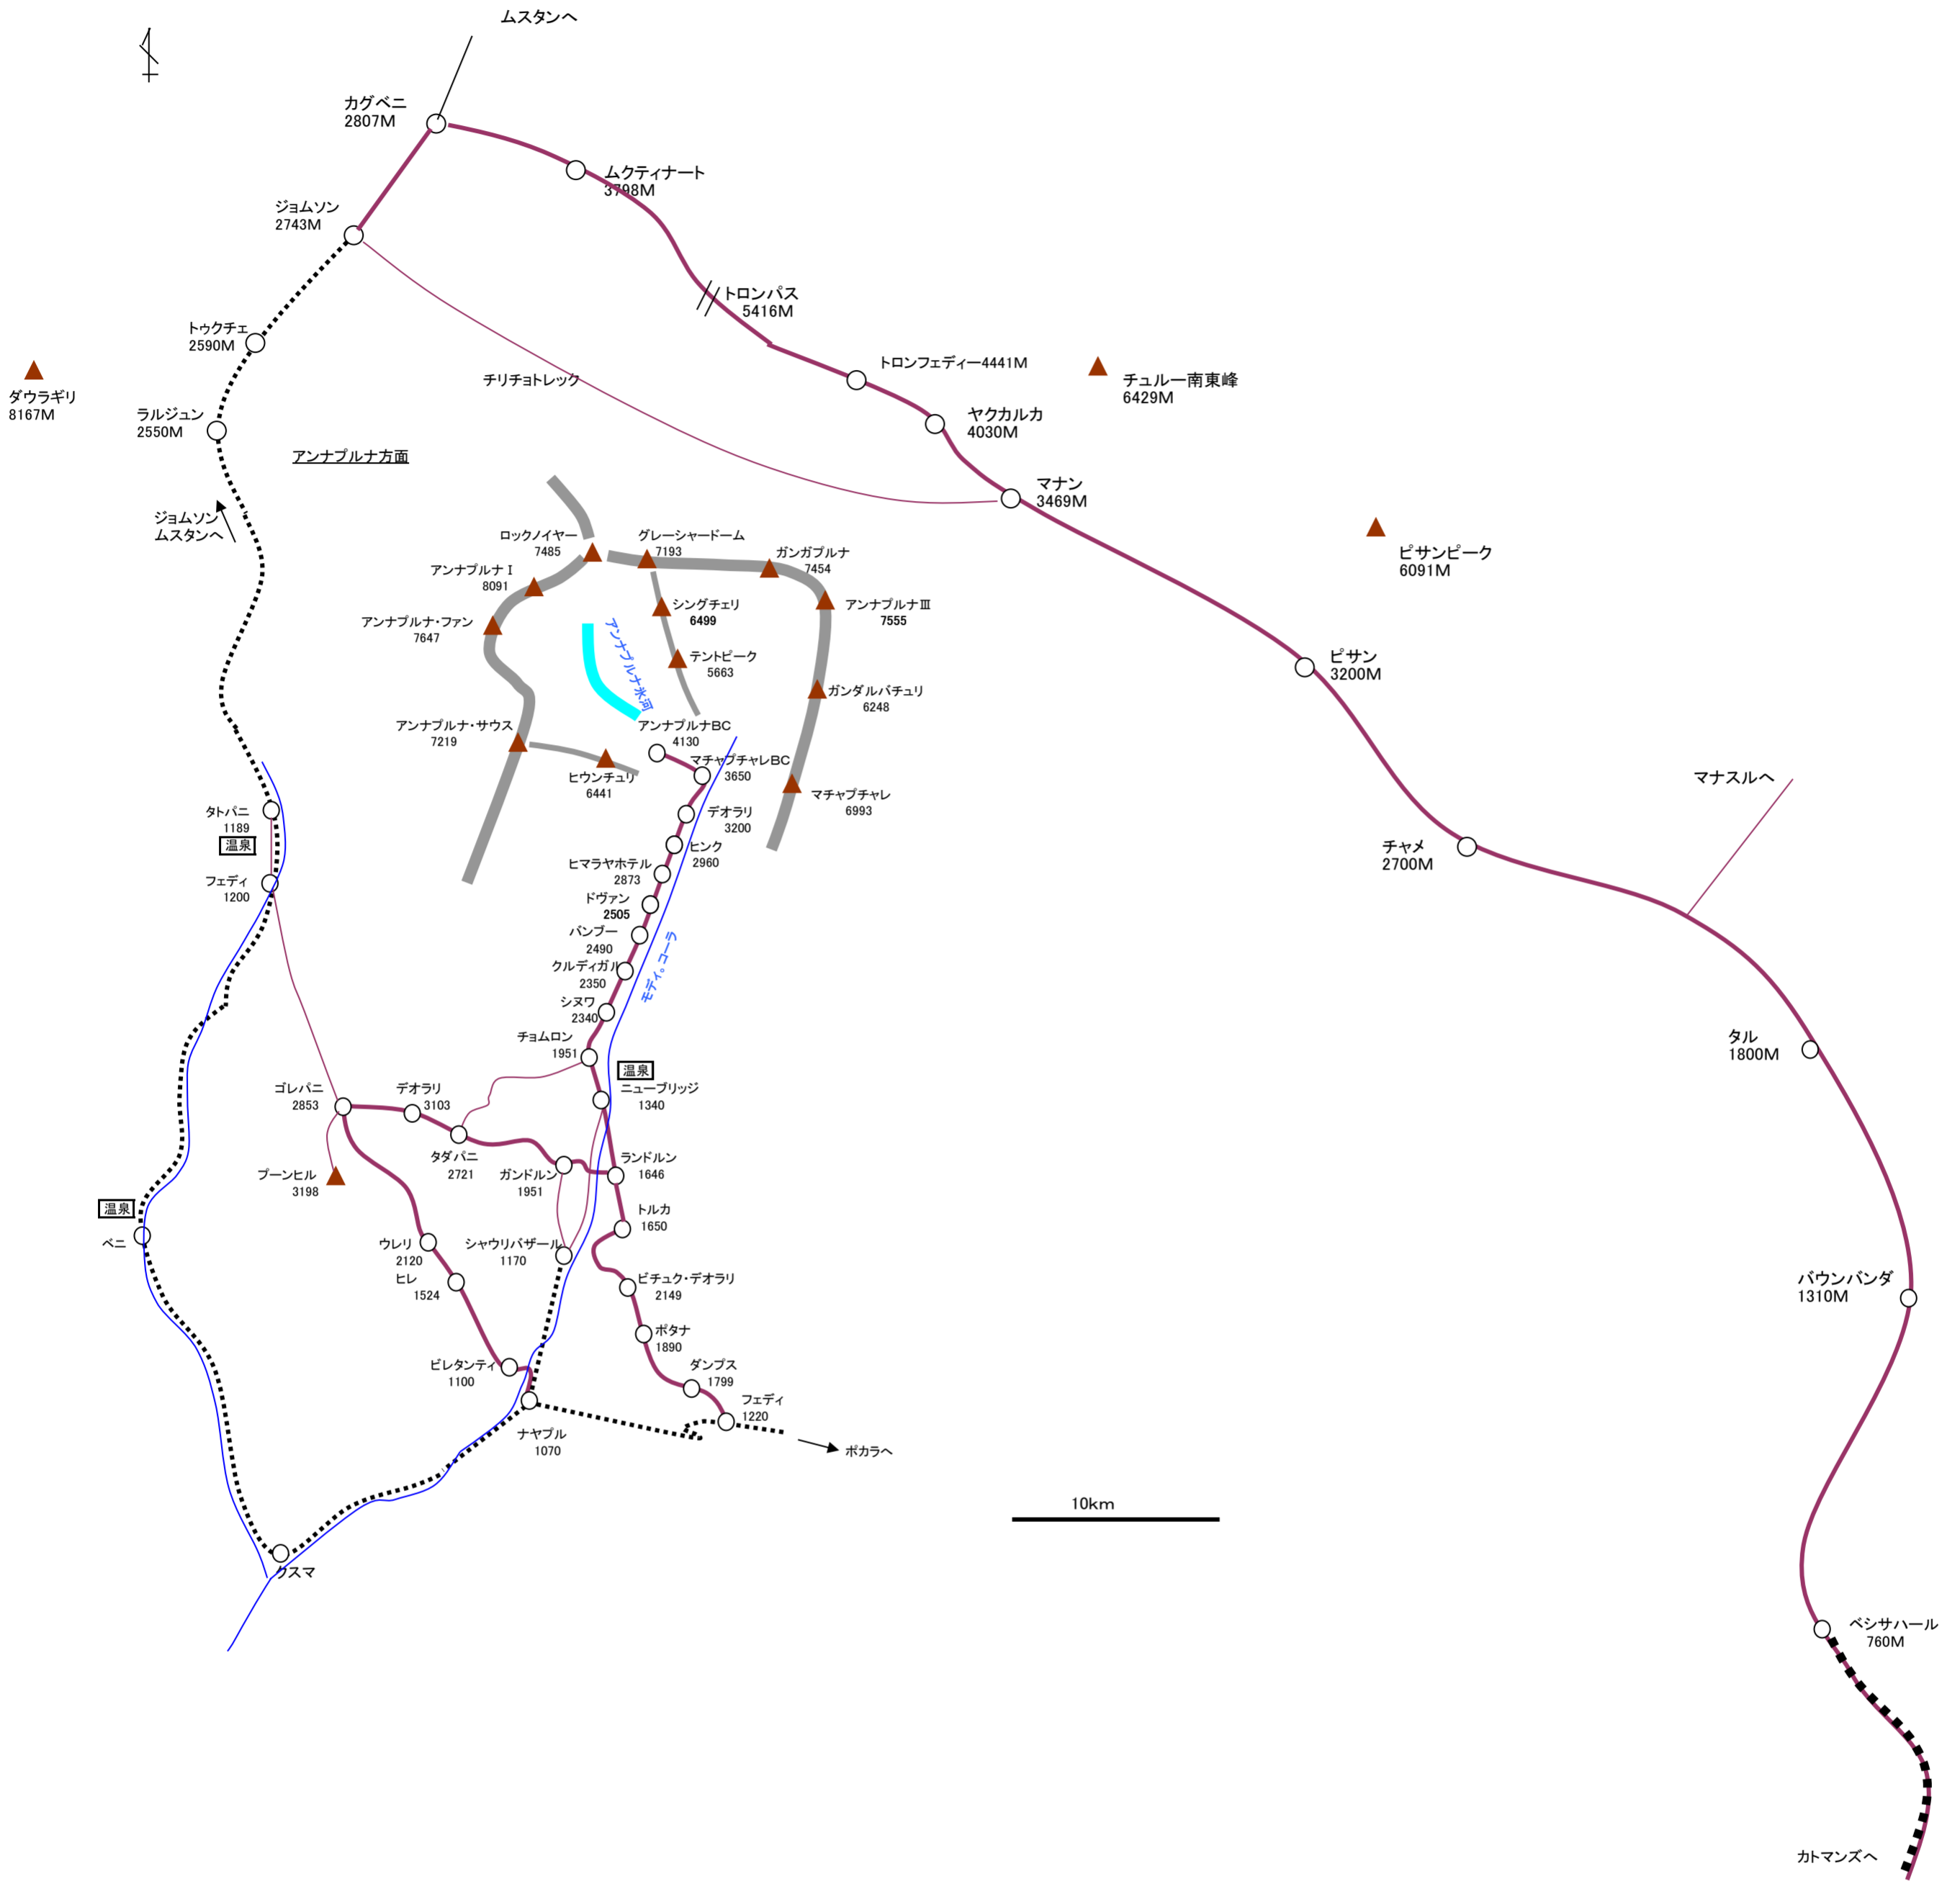 ムスタンへ
カグベニ
2807M
ムクティナート
3798M
ジョムソン
2743M
トロンパス
5416M
トゥクチェ
2590M
トロンフェディー4441M
チュルー南東峰
6429M
ダウラギリ
8167M
チリチョトレック
ラルジュン
2550M
ヤクカルカ
4030M
アンナプルナ方面
マナン
3469M
ジョムソン
ムスタンへ
ピサンピーク
6091M
ロックノイヤー
7485
グレーシャードーム
7193
ガンガプルナ
7454
アンナプルナⅠ
8091
アンナプルナ・ファン
7647
シングチェリ
6499
アンナプルナⅢ
7555
アンナプルナ氷河
テントピーク
5663
ピサン
3200M
ガンダルバチュリ
6248
アンナプルナ・サウス
7219
アンナプルナBC
4130
マチャプチャレBC
3650
ヒウンチュリ
6441
マチャプチャレ
6993
マナスルへ
タトパニ
1189
温泉
デオラリ
3200
ヒンク
2960
チャメ
2700M
フェディ
1200
ヒマラヤホテル
2873
ドヴァン
2505
バンブー
2490
モディ。コーラ
クルディガル
2350
シヌワ
2340
チョムロン
1951
タル
1800M
温泉
ニューブリッジ
1340
ゴレパニ
2853
デオラリ
3103
タダパニ
2721
ガンドルン
1951
ランドルン
1646
プーンヒル
3198
温泉
ベニ
トルカ
1650
ウレリ
2120
シャウリバザール
1170
ヒレ
1524
ビチュク・デオラリ
2149
バウンバンダ
1310M
ポタナ
1890
ビレタンティ
1100
ダンプス
1799
フェディ
1220
ナヤプル
1070
ポカラへ
10km
クスマ
ベシサハール
760M
カトマンズへ